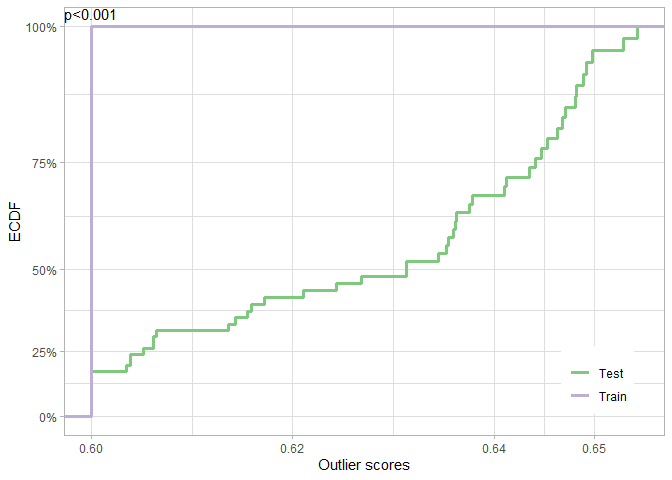 p<0.001
100%
75%
50%
25%
0%
ECDF
Test
Train
0.60 0.62 0.64 0.65
Outlier scores